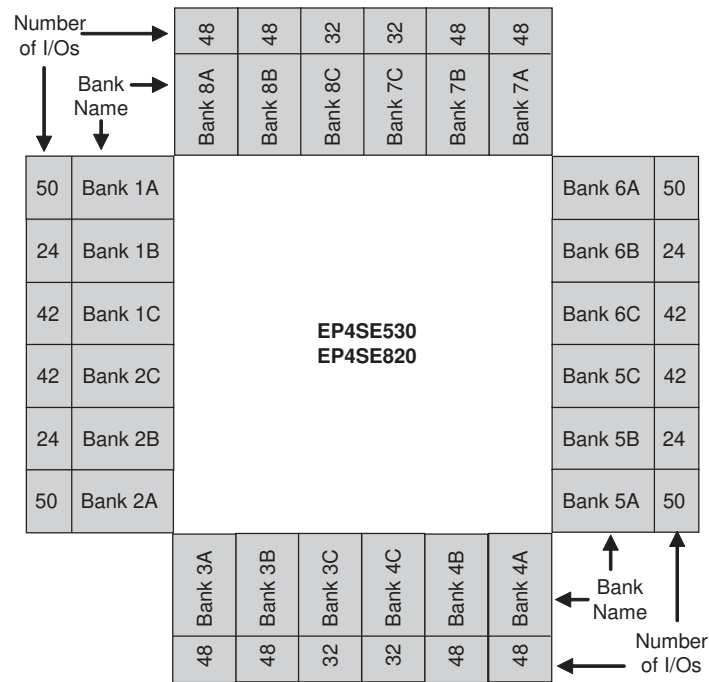 Number
of I/Os
48 48 32 32 48 48
Bank
Name
Bank 8A Bank 8B Bank 8C Bank 7C Bank 7B Bank 7A
50 Bank 1A Bank 6A 50
24 Bank 1B Bank 6B 24
42 Bank 1C Bank 6C 42
EP4SE530
EP4SE820
42 Bank 2C Bank 5C 42
24 Bank 2B Bank 5B 24
50 Bank 2A Bank 5A 50
Bank 3A Bank 3B Bank 3C Bank 4C Bank 4B Bank 4A
Bank
Name
48 48 32 32 48 48
Number
of I/Os